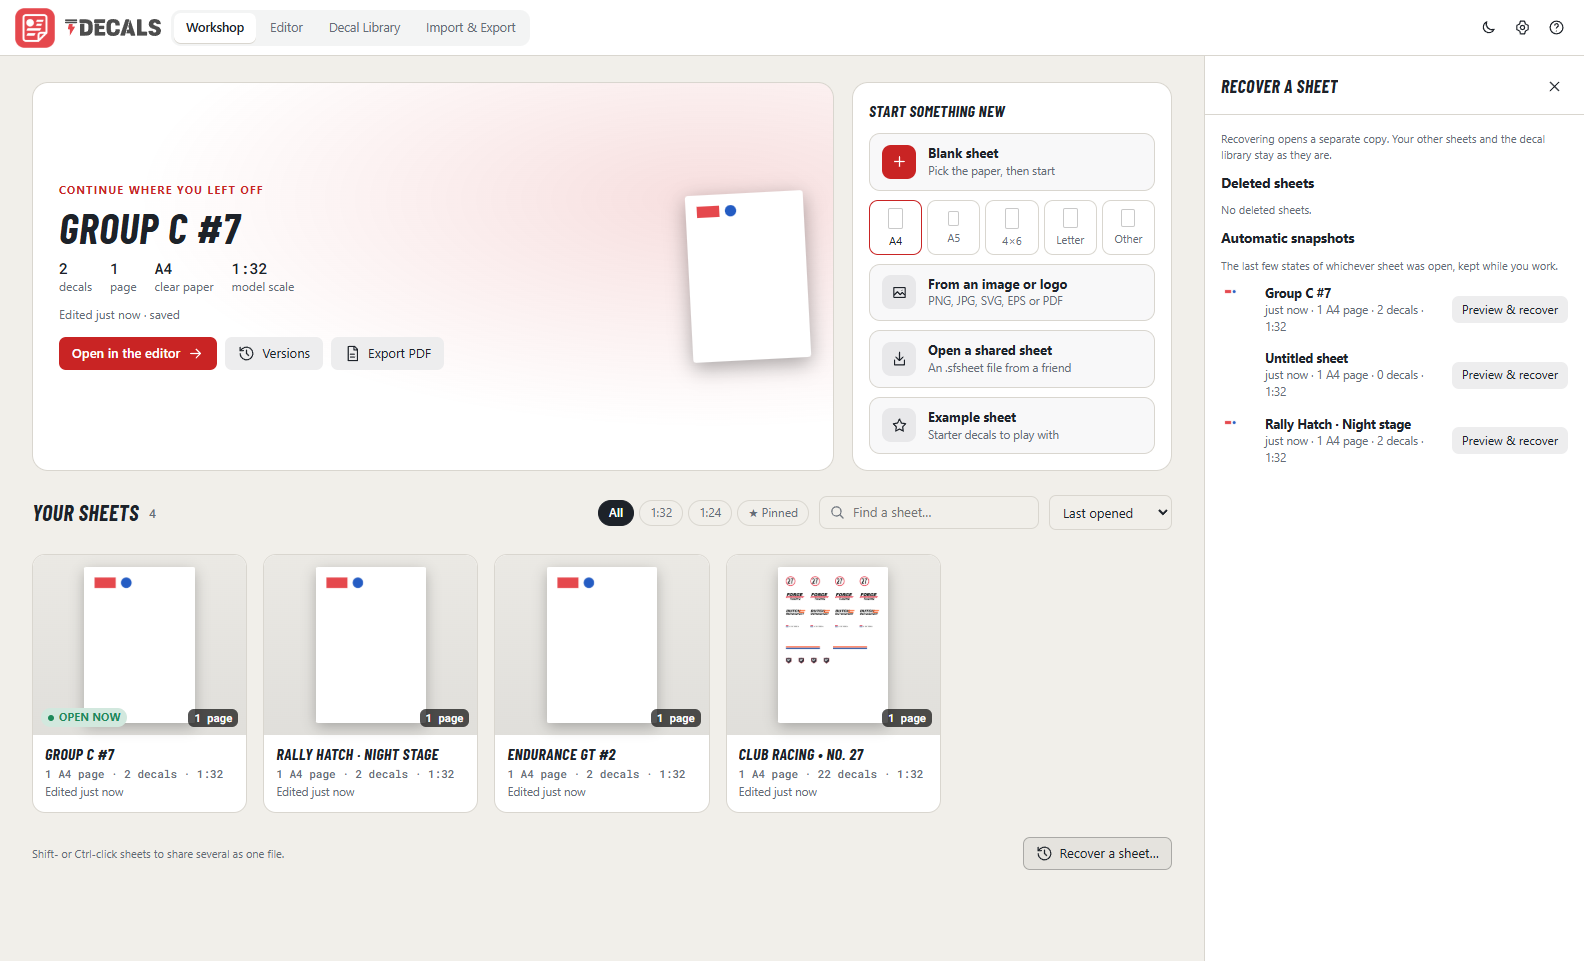 DECALS
Workshop
Editor
Decal Library
Import & Export
CONTINUE WHERE YOU LEFT OFF
GROUP C #7
2 decals
1 page
A4 clear paper
1:32 model scale
Edited just now · saved
Open in the editor →
Versions
Export PDF
START SOMETHING NEW
Blank sheet
Pick the paper, then start
A4
A5
4×6
Letter
Other
From an image or logo
PNG, JPG, SVG, EPS or PDF
Open a shared sheet
An .sfsheet file from a friend
Example sheet
Starter decals to play with
YOUR SHEETS 4
All
1:32
1:24
★ Pinned
Find a sheet...
Last opened
OPEN NOW
1 page
GROUP C #7
1 A4 page · 2 decals · 1:32
Edited just now
1 page
RALLY HATCH · NIGHT STAGE
1 A4 page · 2 decals · 1:32
Edited just now
1 page
ENDURANCE GT #2
1 A4 page · 2 decals · 1:32
Edited just now
27 27 27 27
FORGE FORGE FORGE FORGE
1 page
CLUB RACING • NO. 27
1 A4 page · 22 decals · 1:32
Edited just now
Shift- or Ctrl-click sheets to share several as one file.
Recover a sheet...
RECOVER A SHEET
Recovering opens a separate copy. Your other sheets and the decal
library stay as they are.
Deleted sheets
No deleted sheets.
Automatic snapshots
The last few states of whichever sheet was open, kept while you work.
Group C #7
just now · 1 A4 page · 2 decals ·
1:32
Preview & recover
Untitled sheet
just now · 1 A4 page · 0 decals ·
1:32
Preview & recover
Rally Hatch · Night stage
just now · 1 A4 page · 2 decals ·
1:32
Preview & recover